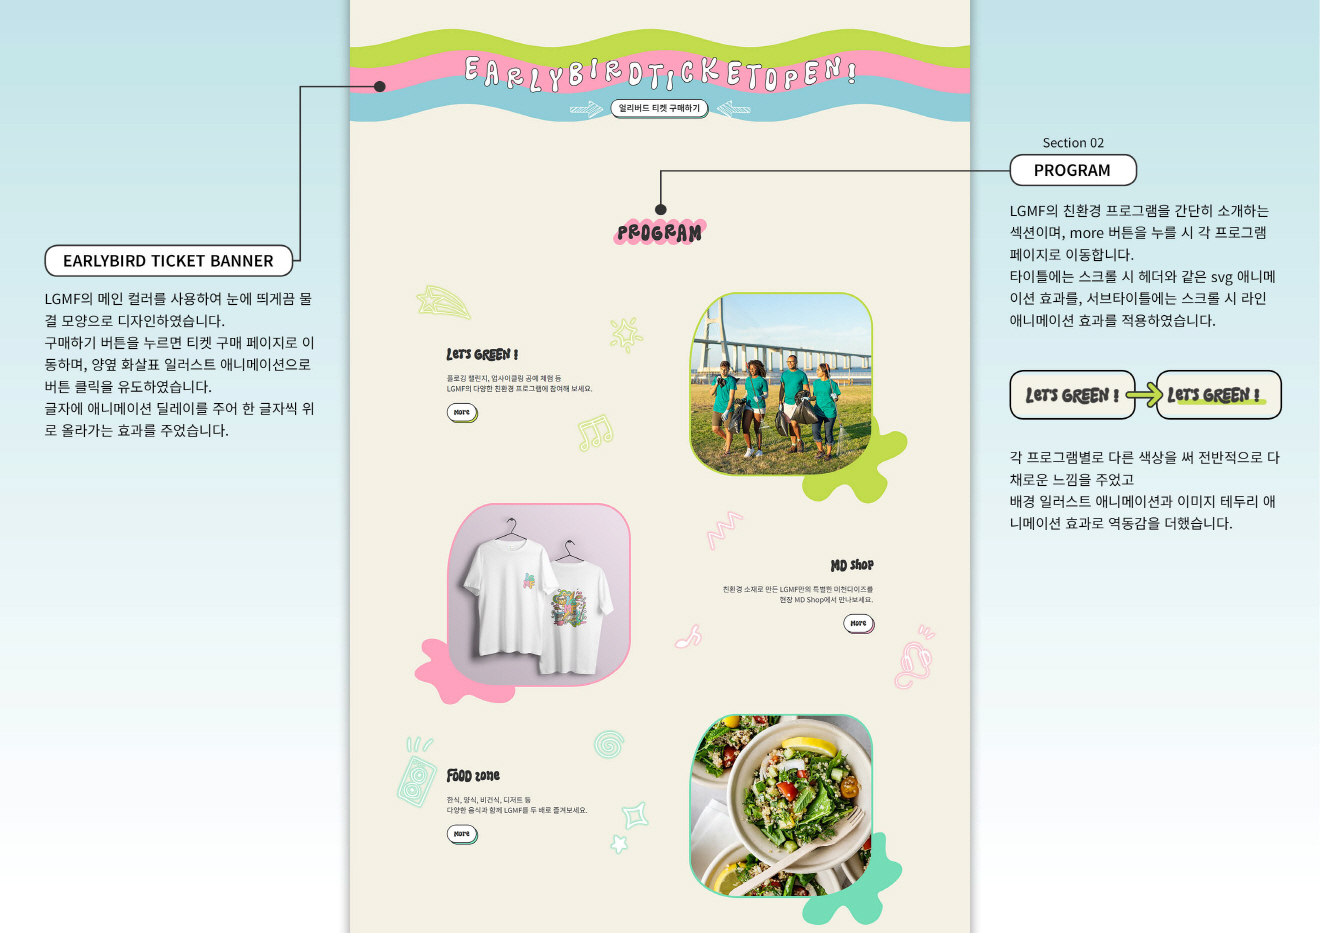 EARLYBIRDTICKETOPEN!
얼리버드 티켓 구매하기
EARLYBIRD TICKET BANNER
LGMF의 메인 컬러를 사용하여 눈에 띄게끔 물
결 모양으로 디자인하였습니다.
구매하기 버튼을 누르면 티켓 구매 페이지로 이
동하며, 양옆 화살표 일러스트 애니메이션으로
버튼 클릭을 유도하였습니다.
글자에 애니메이션 딜레이를 주어 한 글자씩 위
로 올라가는 효과를 주었습니다.
PROGRAM
Let's GREEN !
플로깅 챌린지, 업사이클링 공예 체험 등
LGMF의 다양한 친환경 프로그램에 참여해 보세요.
More
MD shop
친환경 소재로 만든 LGMF만의 특별한 머천다이즈를
현장 MD Shop에서 만나보세요.
More
FOOD zone
한식, 양식, 비건식, 디저트 등
다양한 음식과 함께 LGMF를 두 배로 즐겨보세요.
More
Section 02
PROGRAM
LGMF의 친환경 프로그램을 간단히 소개하는
섹션이며, more 버튼을 누를 시 각 프로그램
페이지로 이동합니다.
타이틀에는 스크롤 시 헤더와 같은 svg 애니메
이션 효과를, 서브타이틀에는 스크롤 시 라인
애니메이션 효과를 적용하였습니다.
Let's GREEN ! Let's GREEN !
각 프로그램별로 다른 색상을 써 전반적으로 다
채로운 느낌을 주었고
배경 일러스트 애니메이션과 이미지 테두리 애
니메이션 효과로 역동감을 더했습니다.